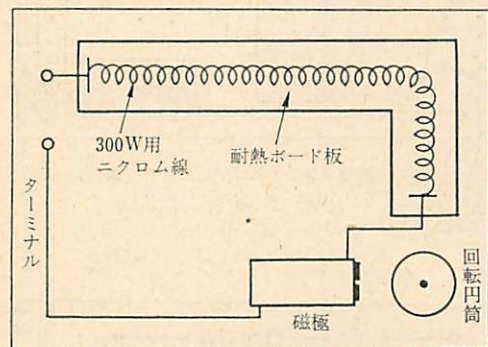 300W用
ニクロム線
耐熱ボード板
ターミナル
磁極
回転円筒